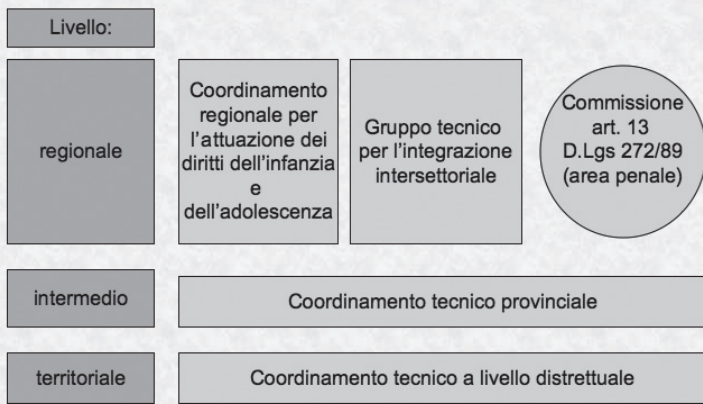 Livello:
regionale
Coordinamento
regionale per
l'attuazione dei
diritti dell'infanzia
e
dell'adolescenza
Gruppo tecnico
per l'integrazione
intersettoriale
Commissione
art. 13
D.Lgs 272/89
(area penale)
intermedio
Coordinamento tecnico provinciale
territoriale
Coordinamento tecnico a livello distrettuale